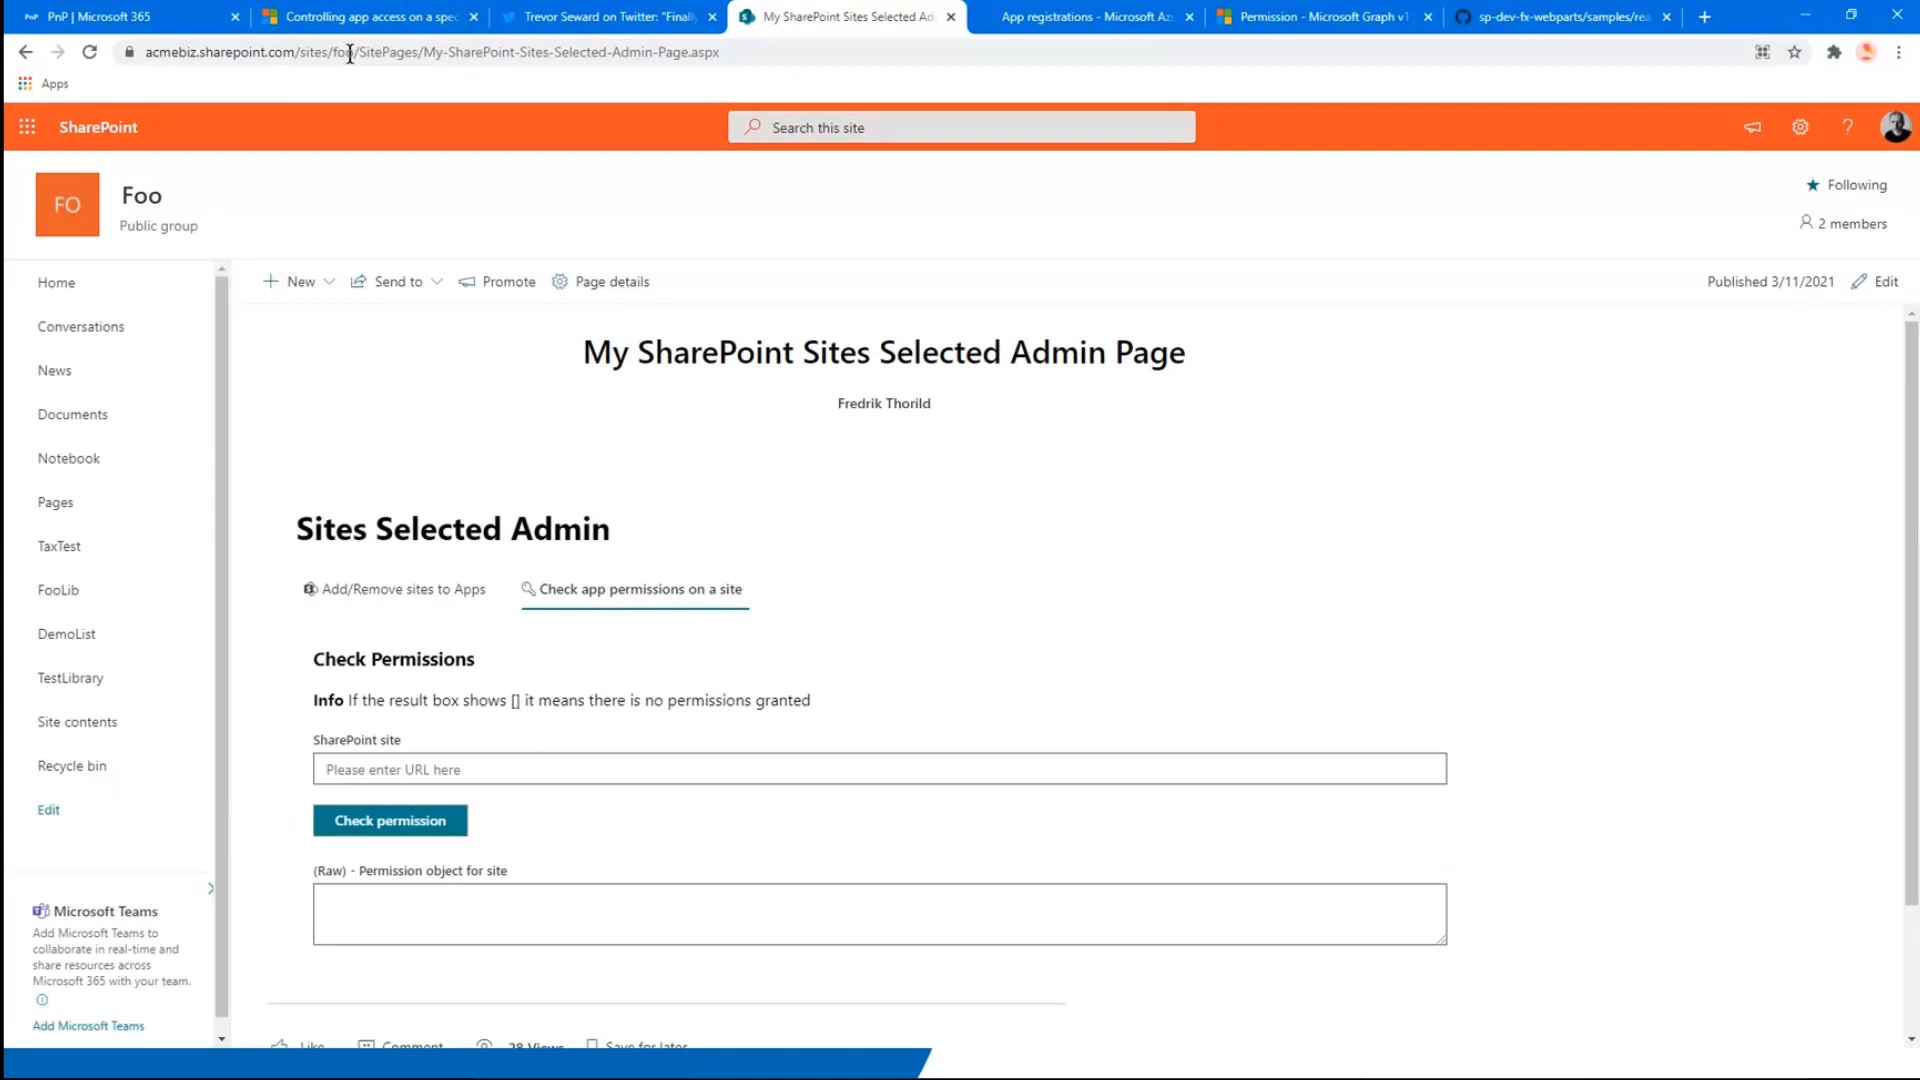 PnP | Microsoft 365
Controlling app access on a spec
Trevor Seward on Twitter: "Finally
My SharePoint Sites Selected Ad
App registrations - Microsoft Az
Permission - Microsoft Graph v1
sp-dev-fx-webparts/samples/rea
acmebiz.sharepoint.com/sites/foo/SitePages/My-SharePoint-Sites-Selected-Admin-Page.aspx
Apps
SharePoint
Search this site
FO
Foo
Public group
Following
2 members
Home
Conversations
News
Documents
Notebook
Pages
TaxTest
FooLib
DemoList
TestLibrary
Site contents
Recycle bin
Edit
Microsoft Teams
Add Microsoft Teams to
collaborate in real-time and
share resources across
Microsoft 365 with your team.
Add Microsoft Teams
New
Send to
Promote
Page details
Published 3/11/2021
Edit
My SharePoint Sites Selected Admin Page
Fredrik Thorild
Sites Selected Admin
Add/Remove sites to Apps
Check app permissions on a site
Check Permissions
Info If the result box shows [] it means there is no permissions granted
SharePoint site
Please enter URL here
Check permission
(Raw) - Permission object for site
Like
Comment
28 Views
Save for later